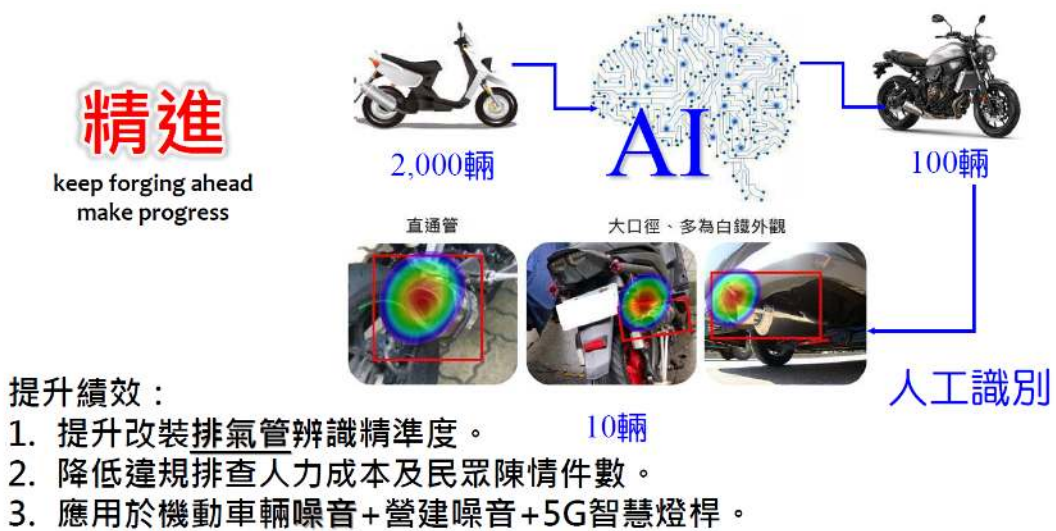 精進
keep forging ahead
make progress
2,000輛
AI
100輛
直通管
大口徑、多為白鐵外觀
人工識別
10輛
提升績效：
1. 提升改裝排氣管辨識精準度。
2. 降低違規排查人力成本及民眾陳情件數。
3. 應用於機動車輛噪音+營建噪音+5G智慧燈桿。